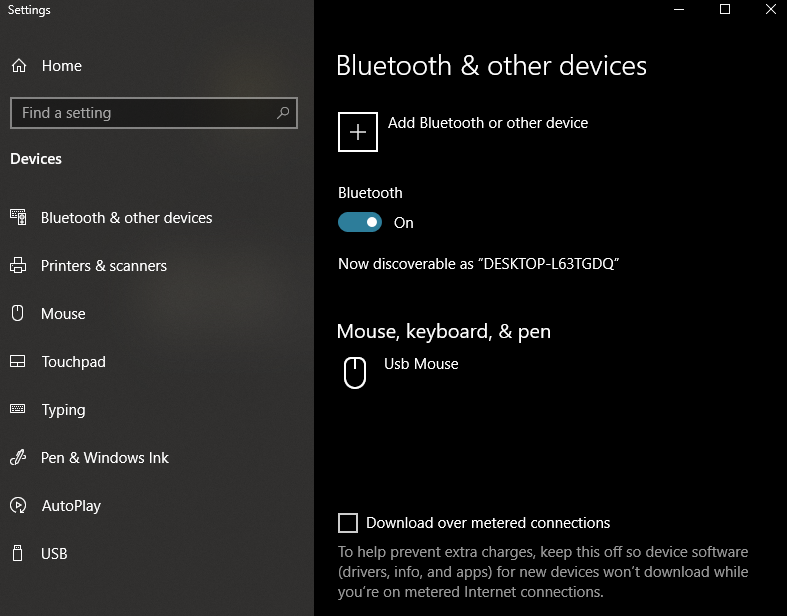 Settings
Home
Find a setting
Devices
Bluetooth & other devices
Printers & scanners
Mouse
Touchpad
Typing
Pen & Windows Ink
AutoPlay
USB
Bluetooth & other devices
Add Bluetooth or other device
Bluetooth
On
Now discoverable as “DESKTOP-L63TGDQ”
Mouse, keyboard, & pen
Usb Mouse
Download over metered connections
To help prevent extra charges, keep this off so device software
(drivers, info, and apps) for new devices won’t download while
you’re on metered Internet connections.